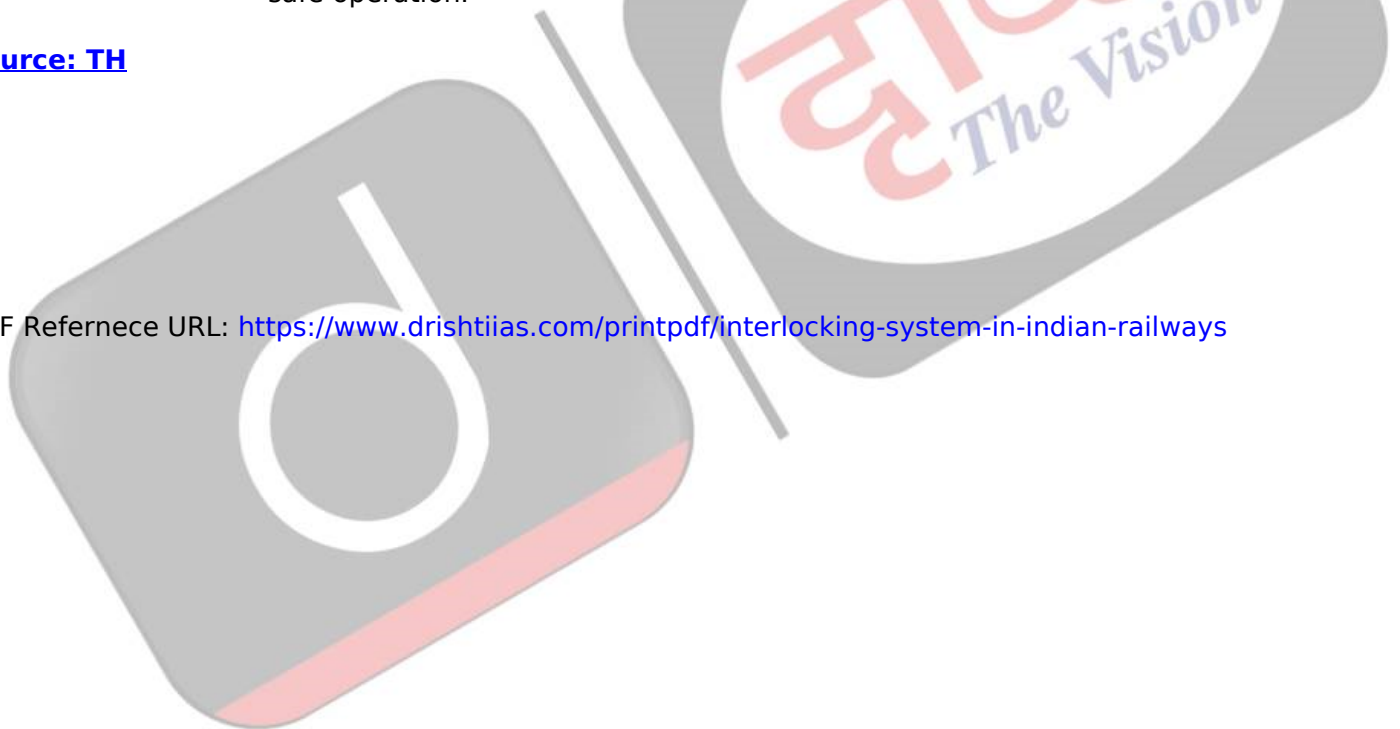 safe operation.
urce: TH
F Refernece URL: https://www.drishtiias.com/printpdf/interlocking-system-in-indian-railways
d
The Vision